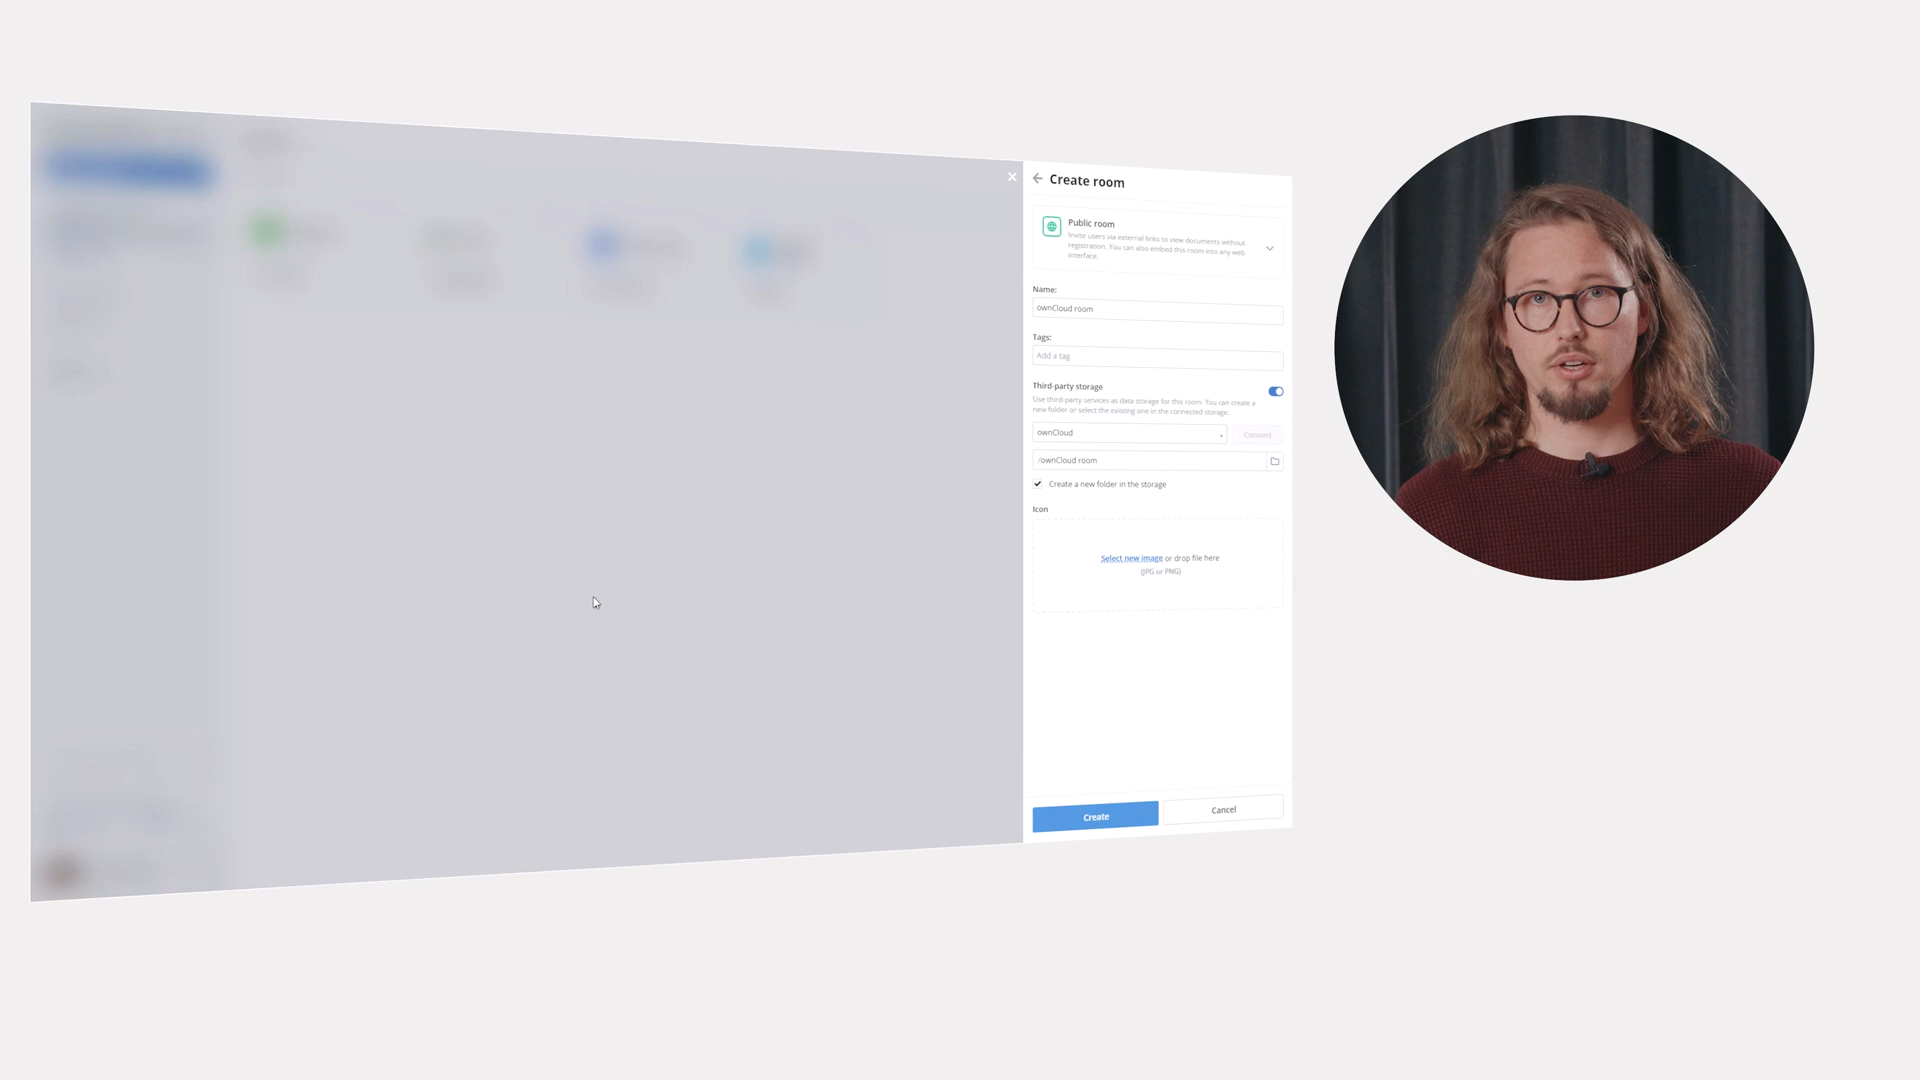 Create room
Public room
Invite users via external links to view documents without
registration. You can also embed this room into any web
interface.
Name:
ownCloud room
Tags:
Add a tag
Third-party storage
Use third-party services as data storage for this room. You can create a
new folder or select the existing one in the connected storage.
ownCloud
Connect
/ownCloud room
Create a new folder in the storage
Icon
Select new image or drop file here
(JPG or PNG)
Create
Cancel